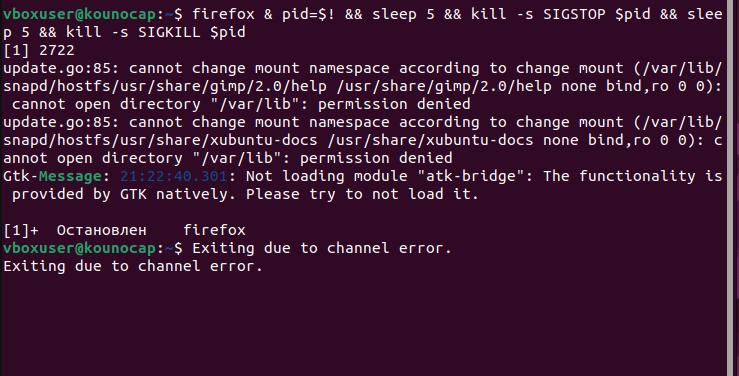 vboxuser@kounocap:~$ firefox & pid=$! && sleep 5 && kill -s SIGSTOP $pid && slee
p 5 && kill -s SIGKILL $pid
[1] 2722
update.go:85: cannot change mount namespace according to change mount (/var/lib/
snapd/hostfs/usr/share/gimp/2.0/help /usr/share/gimp/2.0/help none bind,ro 0 0):
 cannot open directory "/var/lib": permission denied
update.go:85: cannot change mount namespace according to change mount (/var/lib/
snapd/hostfs/usr/share/xubuntu-docs /usr/share/xubuntu-docs none bind,ro 0 0): c
annot open directory "/var/lib": permission denied
Gtk-Message: 21:22:40.301: Not loading module "atk-bridge": The functionality is
 provided by GTK natively. Please try to not load it.
[1]+  Остановлен    firefox
vboxuser@kounocap:~$ Exiting due to channel error.
Exiting due to channel error.